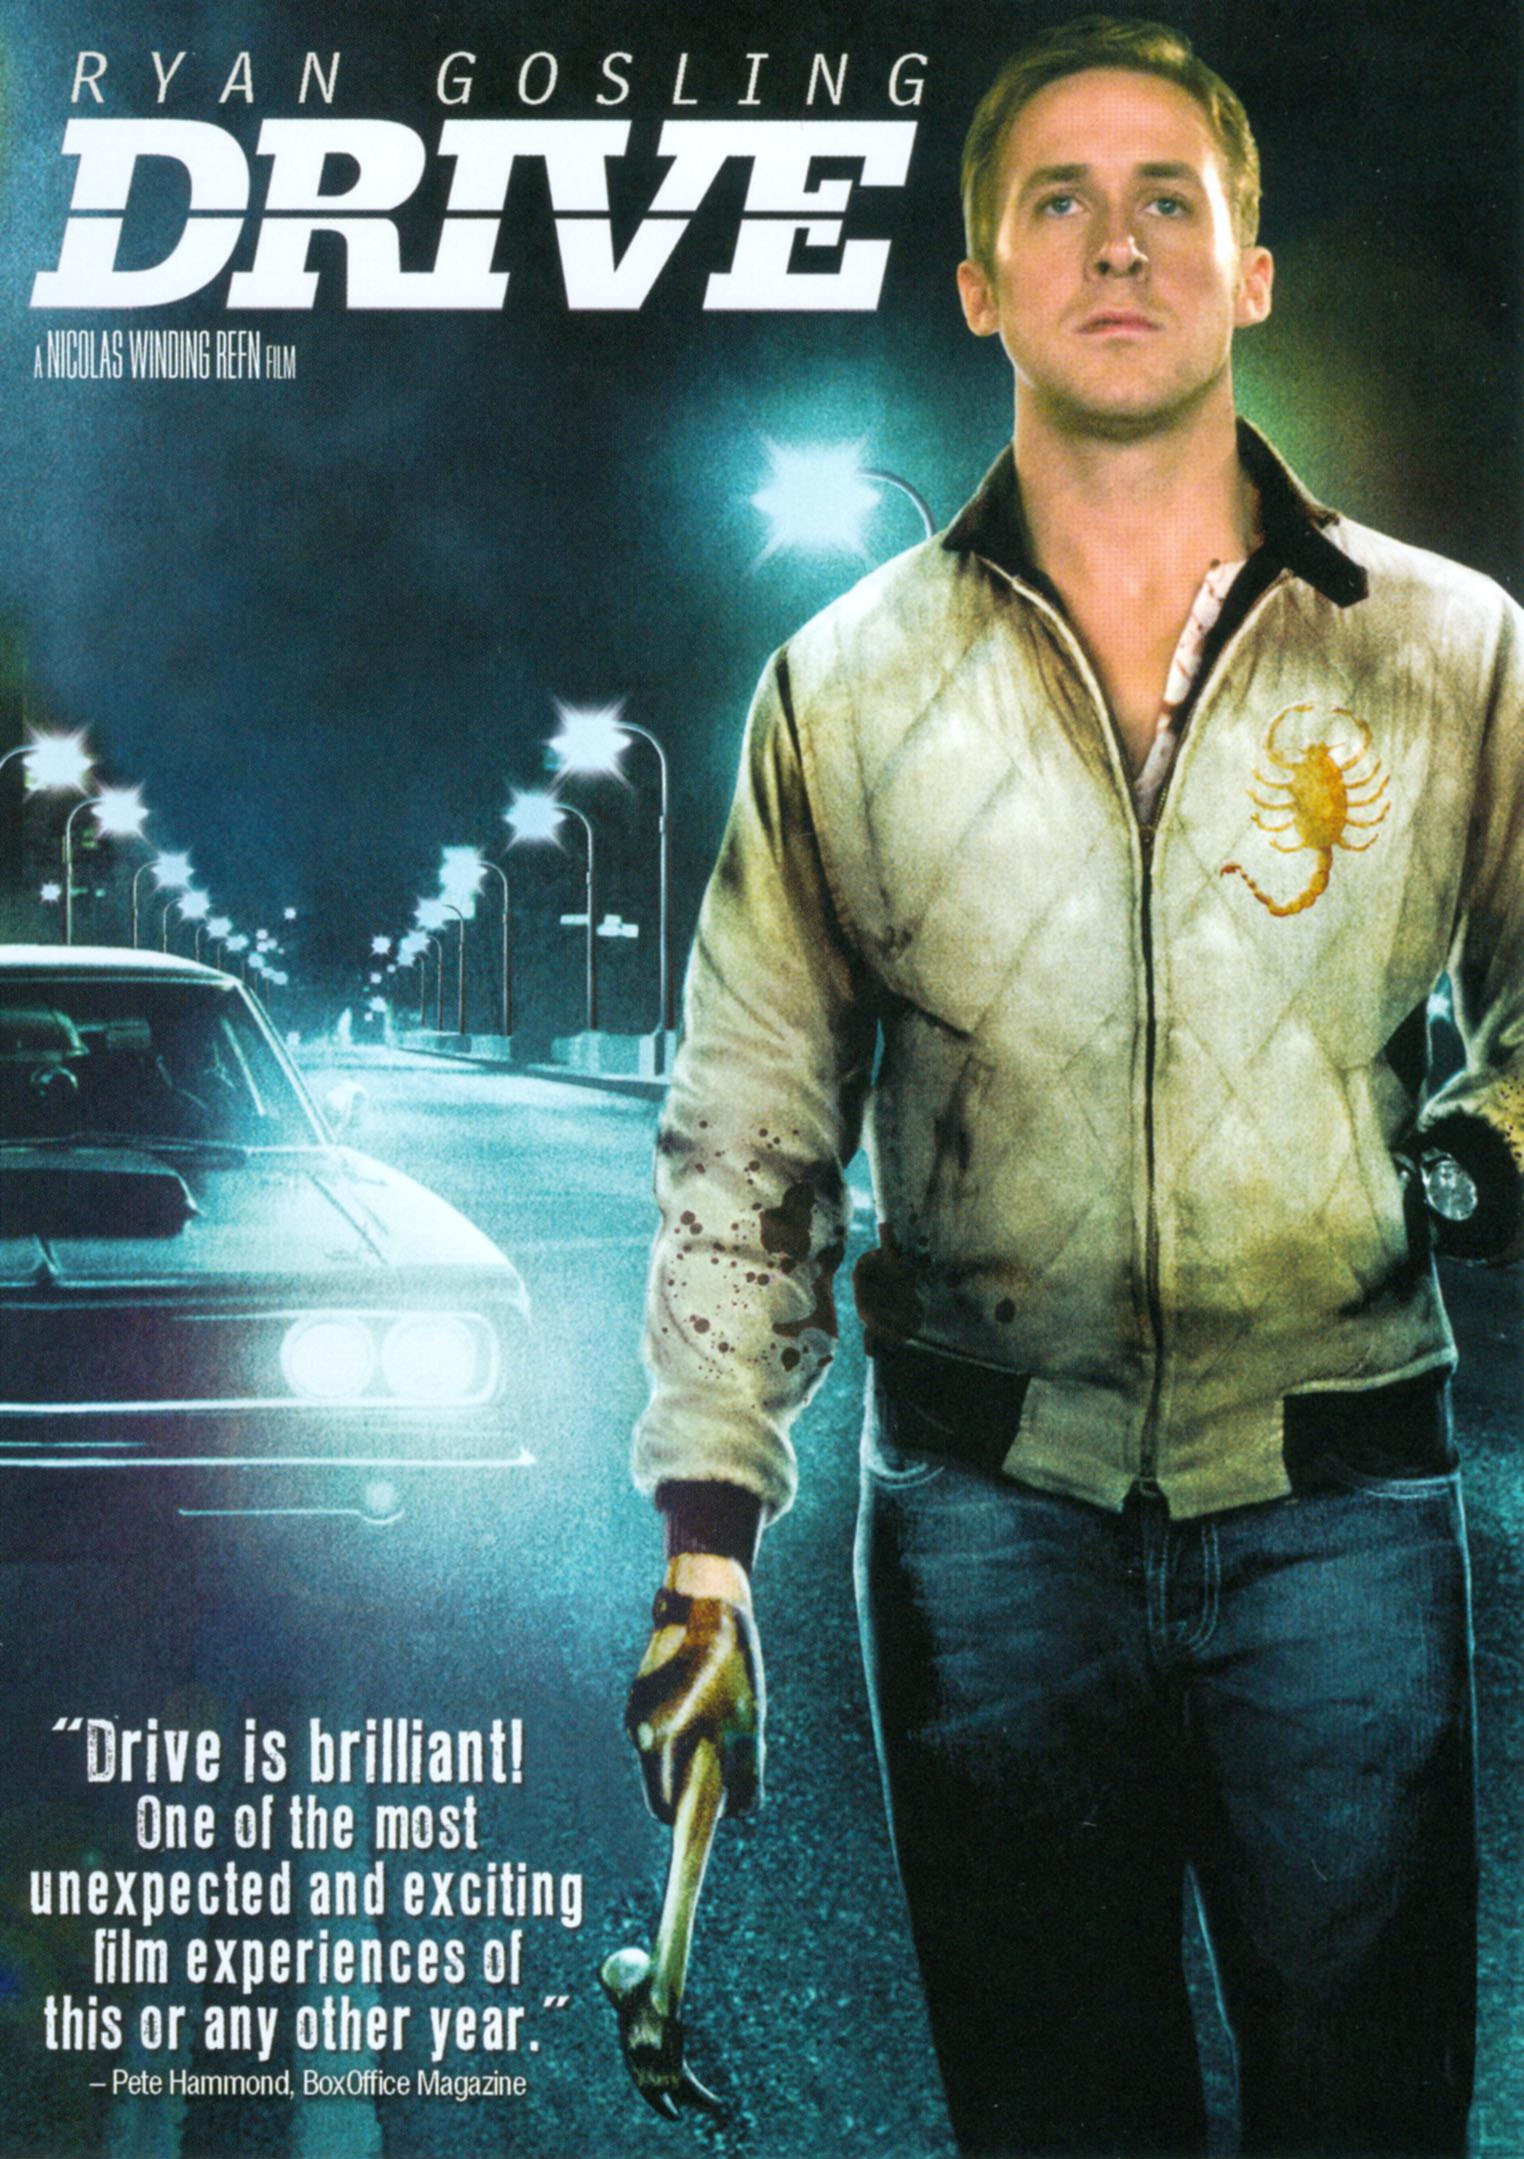 RYAN GOSLING
DRIVE
A NICOLAS WINDING REFN FILM
“Drive is brilliant!
One of the most
unexpected and exciting
film experiences of
this or any other year.”
– Pete Hammond, BoxOffice Magazine